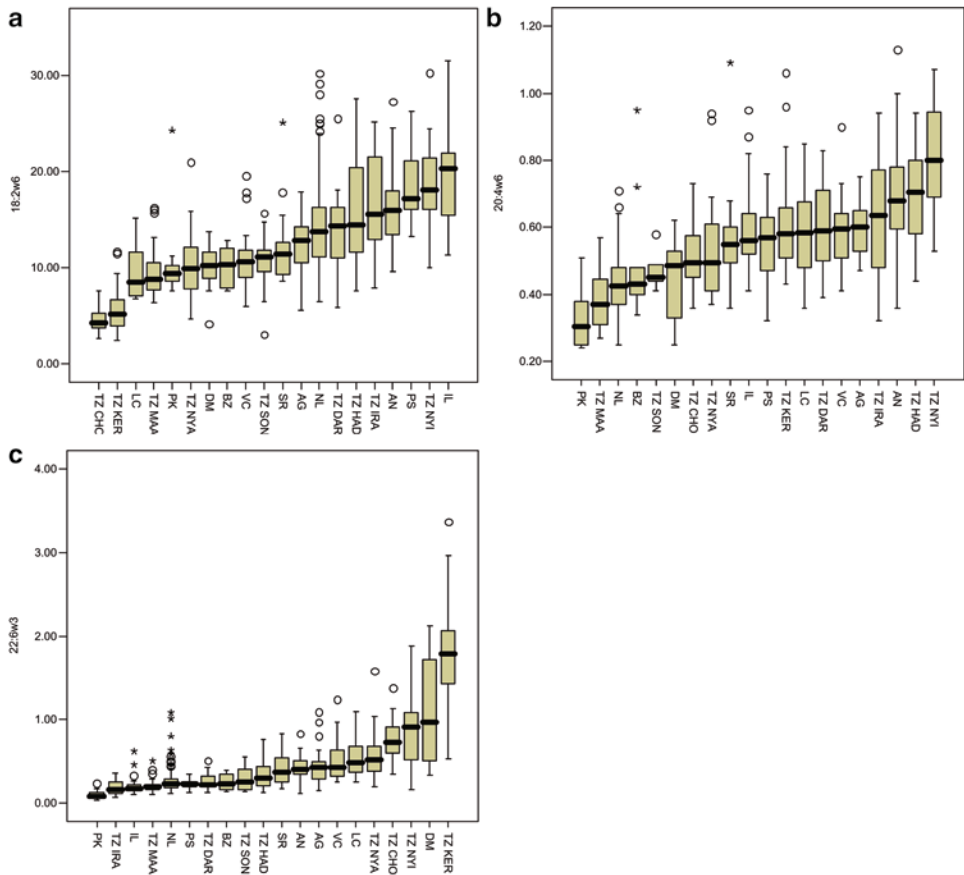 a
18:2w6
30.00
20.00
10.00
0.00
TZ CHC
TZ KER
LC
TZ MAA
PK
TZ NYA
DM
BZ
VC
TZ SON
SR
AG
NL
TZ DAR
TZ HAD
TZ IRA
AN
PS
TZ NYI
IL
b
20:4w6
1.20
1.00
0.80
0.60
0.40
0.20
PK
TZ MAA
NL
BZ
TZ SON
DM
TZ CHO
TZ NYA
SR
IL
PS
TZ KER
LC
TZ DAR
VC
AG
TZ IRA
AN
TZ HAD
TZ NYI
c
22:6w3
4.00
3.00
2.00
1.00
0.00
PK
TZ IRA
IL
TZ MAA
NL
PS
TZ DAR
BZ
TZ SON
TZ HAD
SR
AN
AG
VC
LC
TZ NYA
TZ CHO
TZ NYI
DM
TZ KER